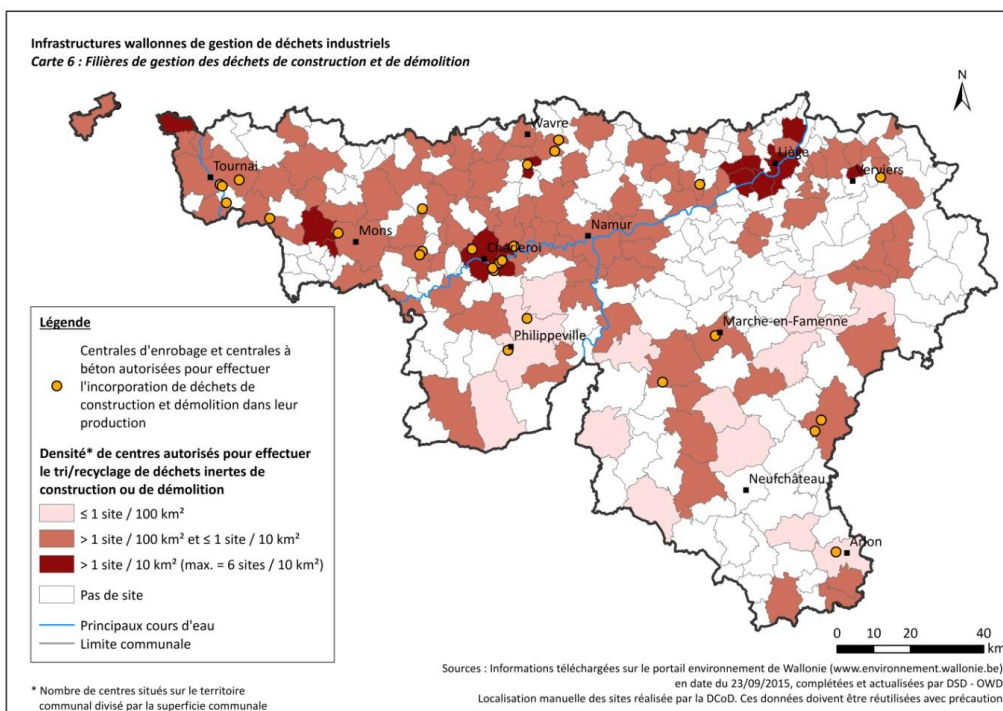 Infrastructures wallonnes de gestion de déchets industriels
Carte 6 : Filières de gestion des déchets de construction et de démolition
N
Wavre
Liège
Tournai
Verviers
Mons
Namur
Charleroi
Marche-en-Famenne
Philippeville
Neufchâteau
Arlon
Légende
Centrales d'enrobage et centrales à
béton autorisées pour effectuer
l'incorporation de déchets de
construction et démolition dans leur
production
Densité* de centres autorisés pour effectuer
le tri/recyclage de déchets inertes de
construction ou de démolition
≤ 1 site / 100 km²
> 1 site / 100 km² et ≤ 1 site / 10 km²
> 1 site / 10 km² (max. = 6 sites / 10 km²)
Pas de site
Principaux cours d'eau
Limite communale
* Nombre de centres situés sur le territoire
communal divisé par la superficie communale
0 10 20 40
km
Sources : Informations téléchargées sur le portail environnement de Wallonie (www.environnement.wallonie.be)
en date du 23/09/2015, complétées et actualisées par DSD - OWD
Localisation manuelle des sites réalisée par la DCoD. Ces données doivent être réutilisées avec précaution